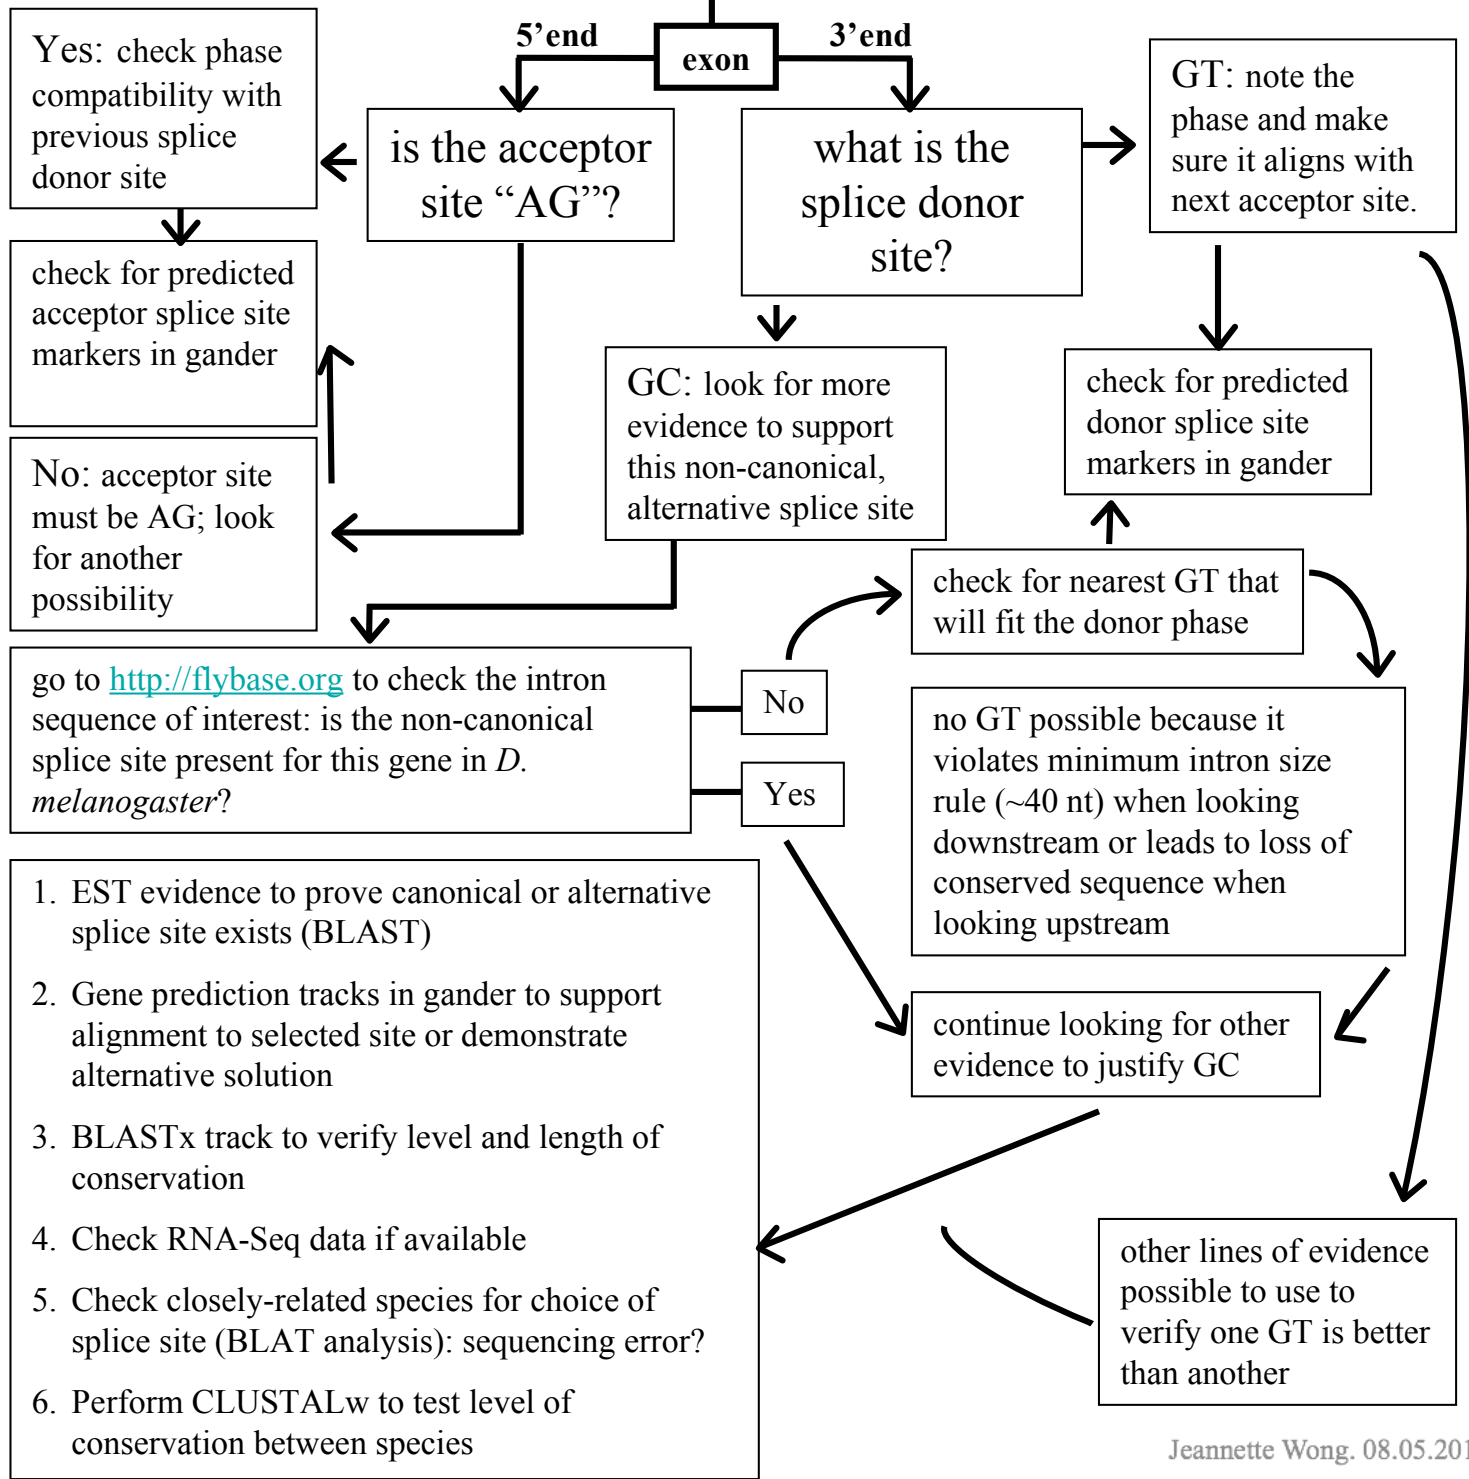 5’end
exon
3’end
Yes: check phase
compatibility with
previous splice
donor site
is the acceptor
site “AG”?
what is the
splice donor
site?
GT: note the
phase and make
sure it aligns with
next acceptor site.
check for predicted
acceptor splice site
markers in gander
GC: look for more
evidence to support
this non-canonical,
alternative splice site
check for predicted
donor splice site
markers in gander
No: acceptor site
must be AG; look
for another
possibility
check for nearest GT that
will fit the donor phase
go to http://flybase.org to check the intron
sequence of interest: is the non-canonical
splice site present for this gene in D.
melanogaster?
No
Yes
no GT possible because it
violates minimum intron size
rule (~40 nt) when looking
downstream or leads to loss of
conserved sequence when
looking upstream
1. EST evidence to prove canonical or alternative
splice site exists (BLAST)
2. Gene prediction tracks in gander to support
alignment to selected site or demonstrate
alternative solution
3. BLASTx track to verify level and length of
conservation
4. Check RNA-Seq data if available
5. Check closely-related species for choice of
splice site (BLAT analysis): sequencing error?
6. Perform CLUSTALw to test level of
conservation between species
continue looking for other
evidence to justify GC
other lines of evidence
possible to use to
verify one GT is better
than another
Jeannette Wong. 08.05.201